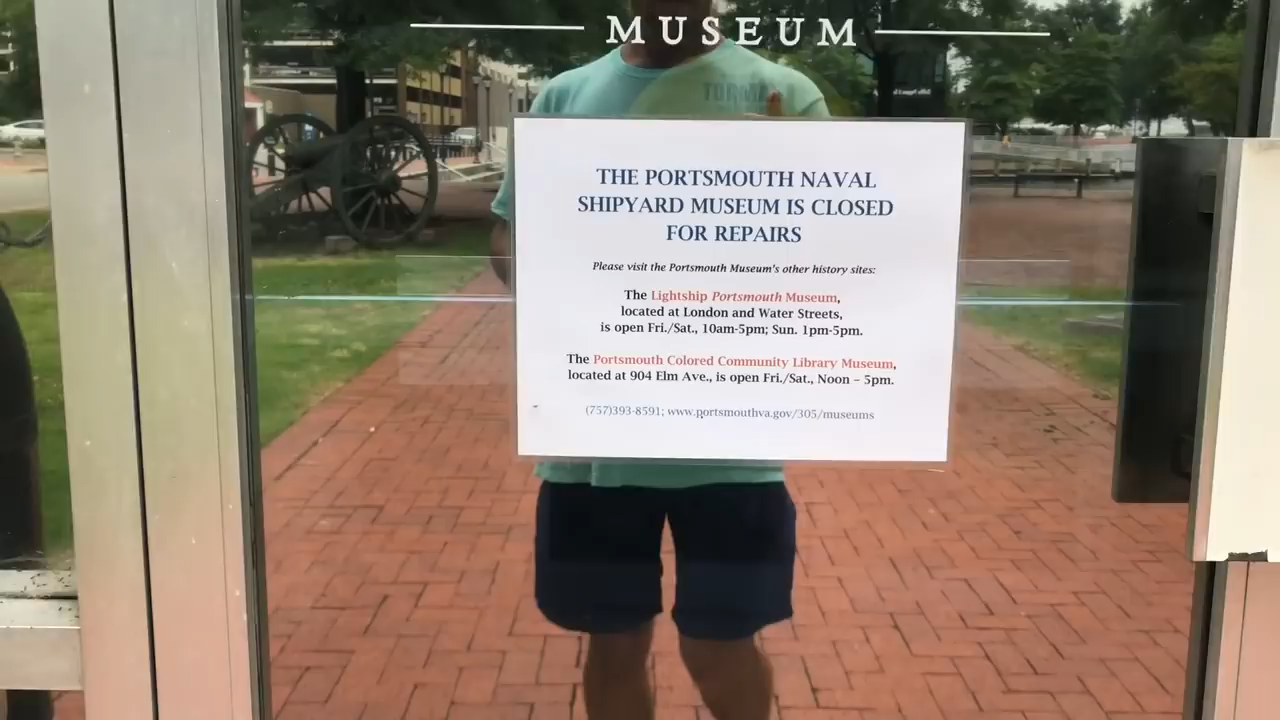 MUSEUM
THE PORTSMOUTH NAVAL
SHIPYARD MUSEUM IS CLOSED
FOR REPAIRS
Please visit the Portsmouth Museum's other history sites:
The Lightship Portsmouth Museum,
located at London and Water Streets,
is open Fri./Sat., 10am-5pm; Sun. 1pm-5pm.
The Portsmouth Colored Community Library Museum,
located at 904 Elm Ave., is open Fri./Sat., Noon – 5pm.
(757)393-8591; www.portsmouthva.gov/305/museums